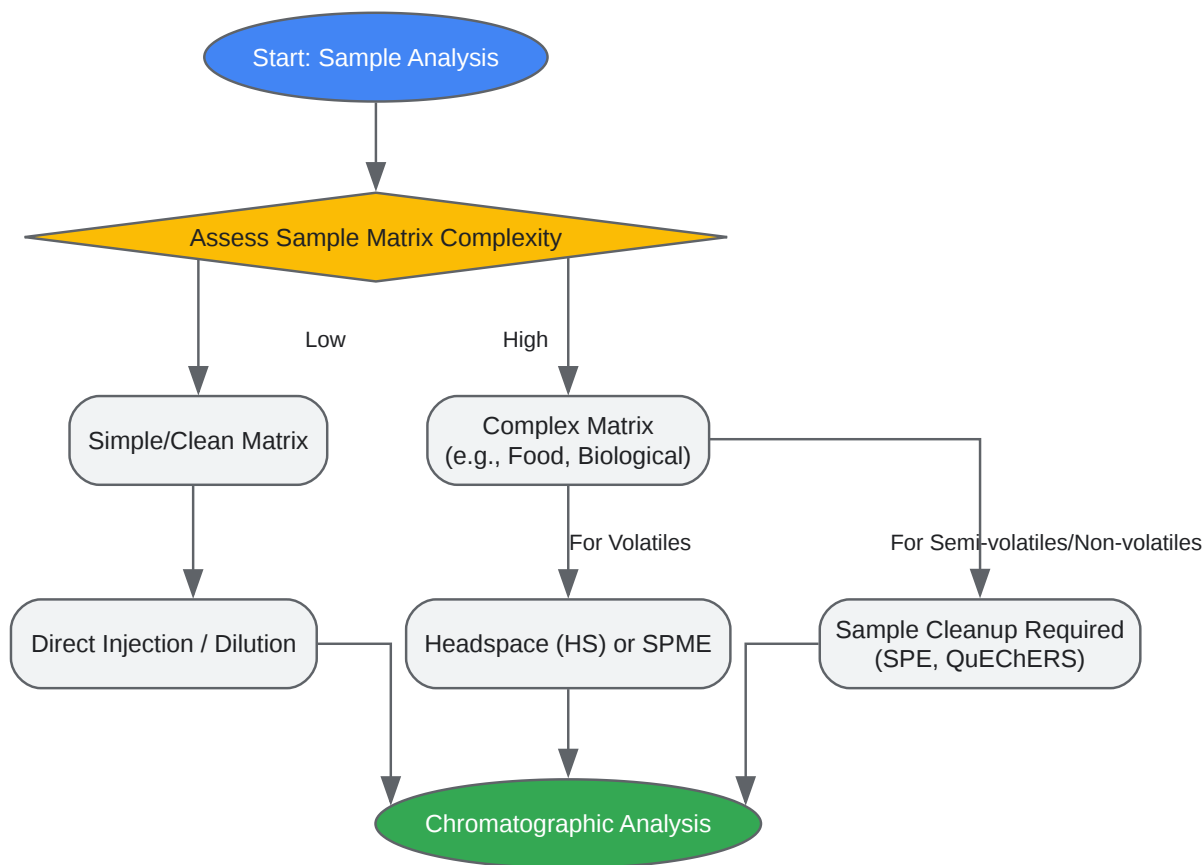 Start: Sample Analysis
Assess Sample Matrix Complexity
Low
High
Simple/Clean Matrix
Complex Matrix
(e.g., Food, Biological)
For Volatiles
For Semi-volatiles/Non-volatiles
Direct Injection / Dilution
Headspace (HS) or SPME
Sample Cleanup Required
(SPE, QuEChERS)
Chromatographic Analysis